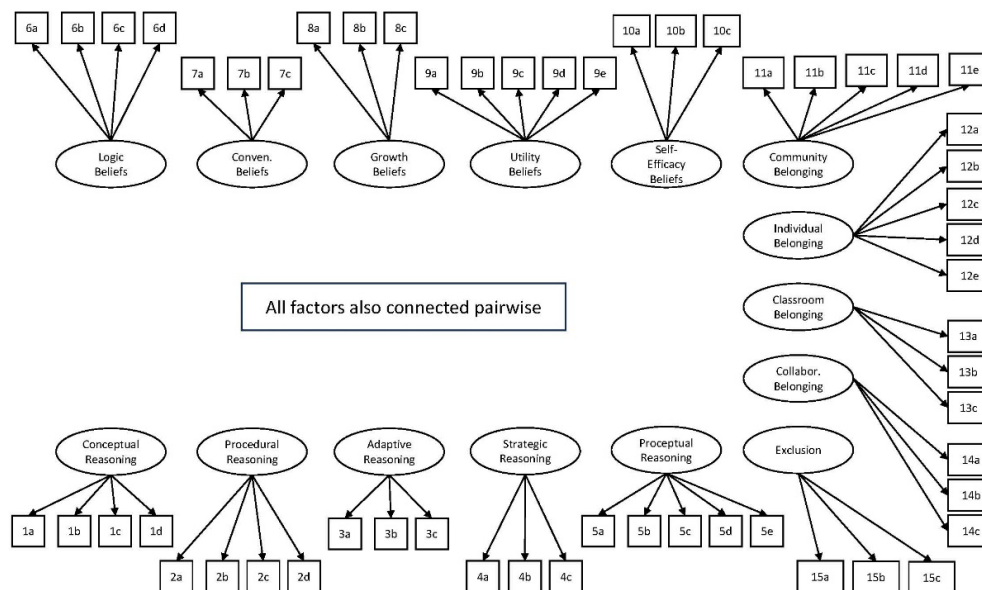 6a
6b
6c
6d
8a
8b
8c
10a
10b
10c
7a
7b
7c
9a
9b
9c
9d
9e
11a
11b
11c
11d
11e
Logic
Beliefs
Conven.
Beliefs
Growth
Beliefs
Utility
Beliefs
Self-
Efficacy
Beliefs
Community
Belonging
12a
12b
12c
12d
12e
Individual
Belonging
All factors also connected pairwise
Classroom
Belonging
13a
13b
13c
Collabor.
Belonging
14a
14b
14c
Conceptual
Reasoning
Procedural
Reasoning
Adaptive
Reasoning
Strategic
Reasoning
Proceptual
Reasoning
Exclusion
1a
1b
1c
1d
3a
3b
3c
5a
5b
5c
5d
5e
2a
2b
2c
2d
4a
4b
4c
15a
15b
15c